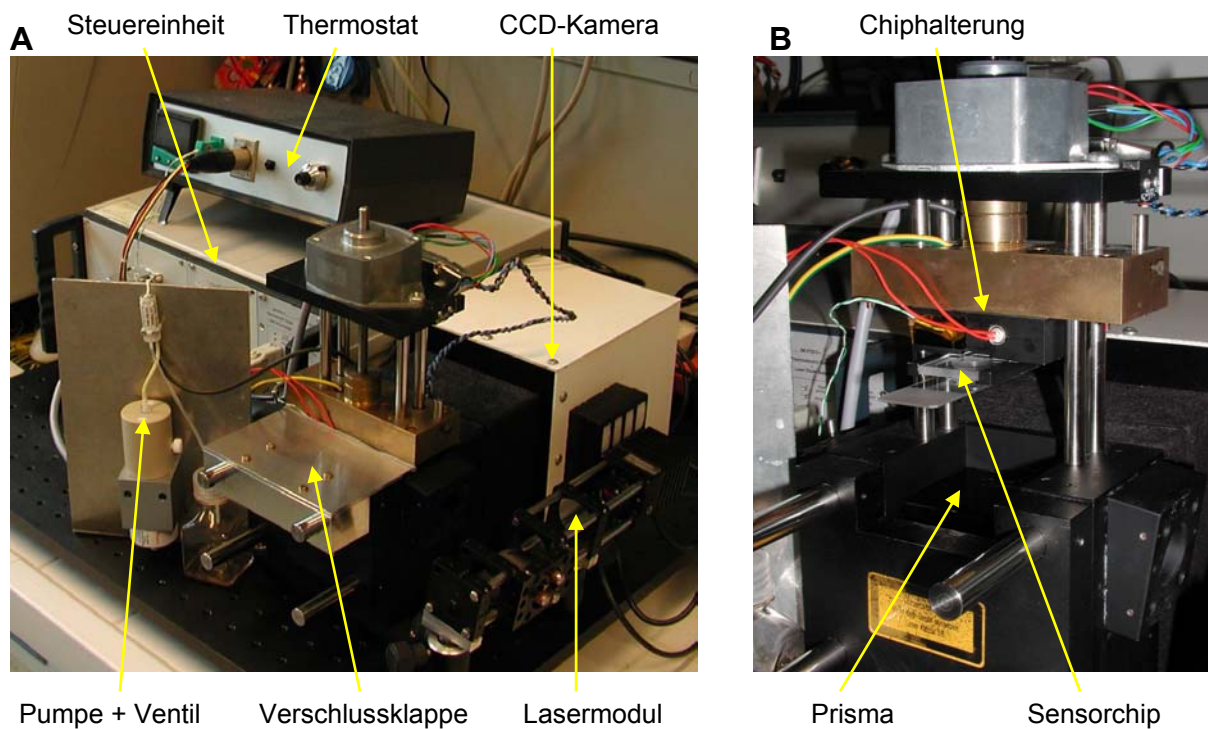 A
Steuereinheit
Thermostat
CCD-Kamera
B
Chiphalterung
Pumpe + Ventil
Verschlussklappe
Lasermodul
Prisma
Sensorchip